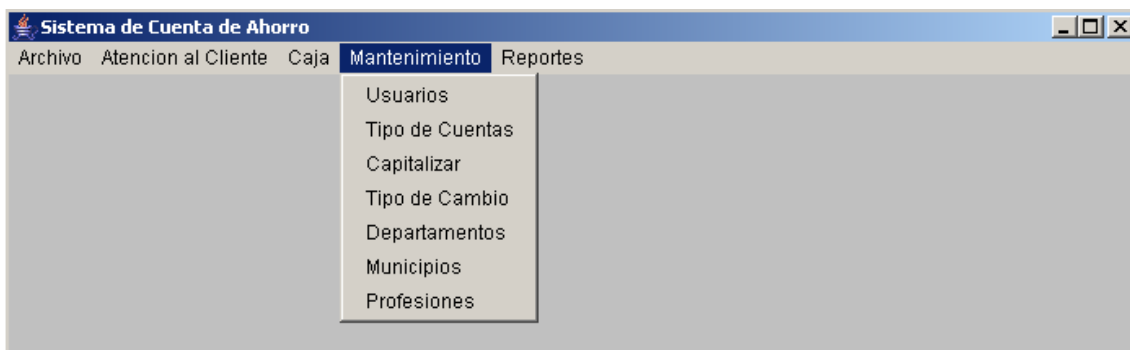 Sistema de Cuenta de Ahorro
Archivo Atencion al Cliente Caja Mantenimiento Reportes
Usuarios
Tipo de Cuentas
Capitalizar
Tipo de Cambio
Departamentos
Municipios
Profesiones